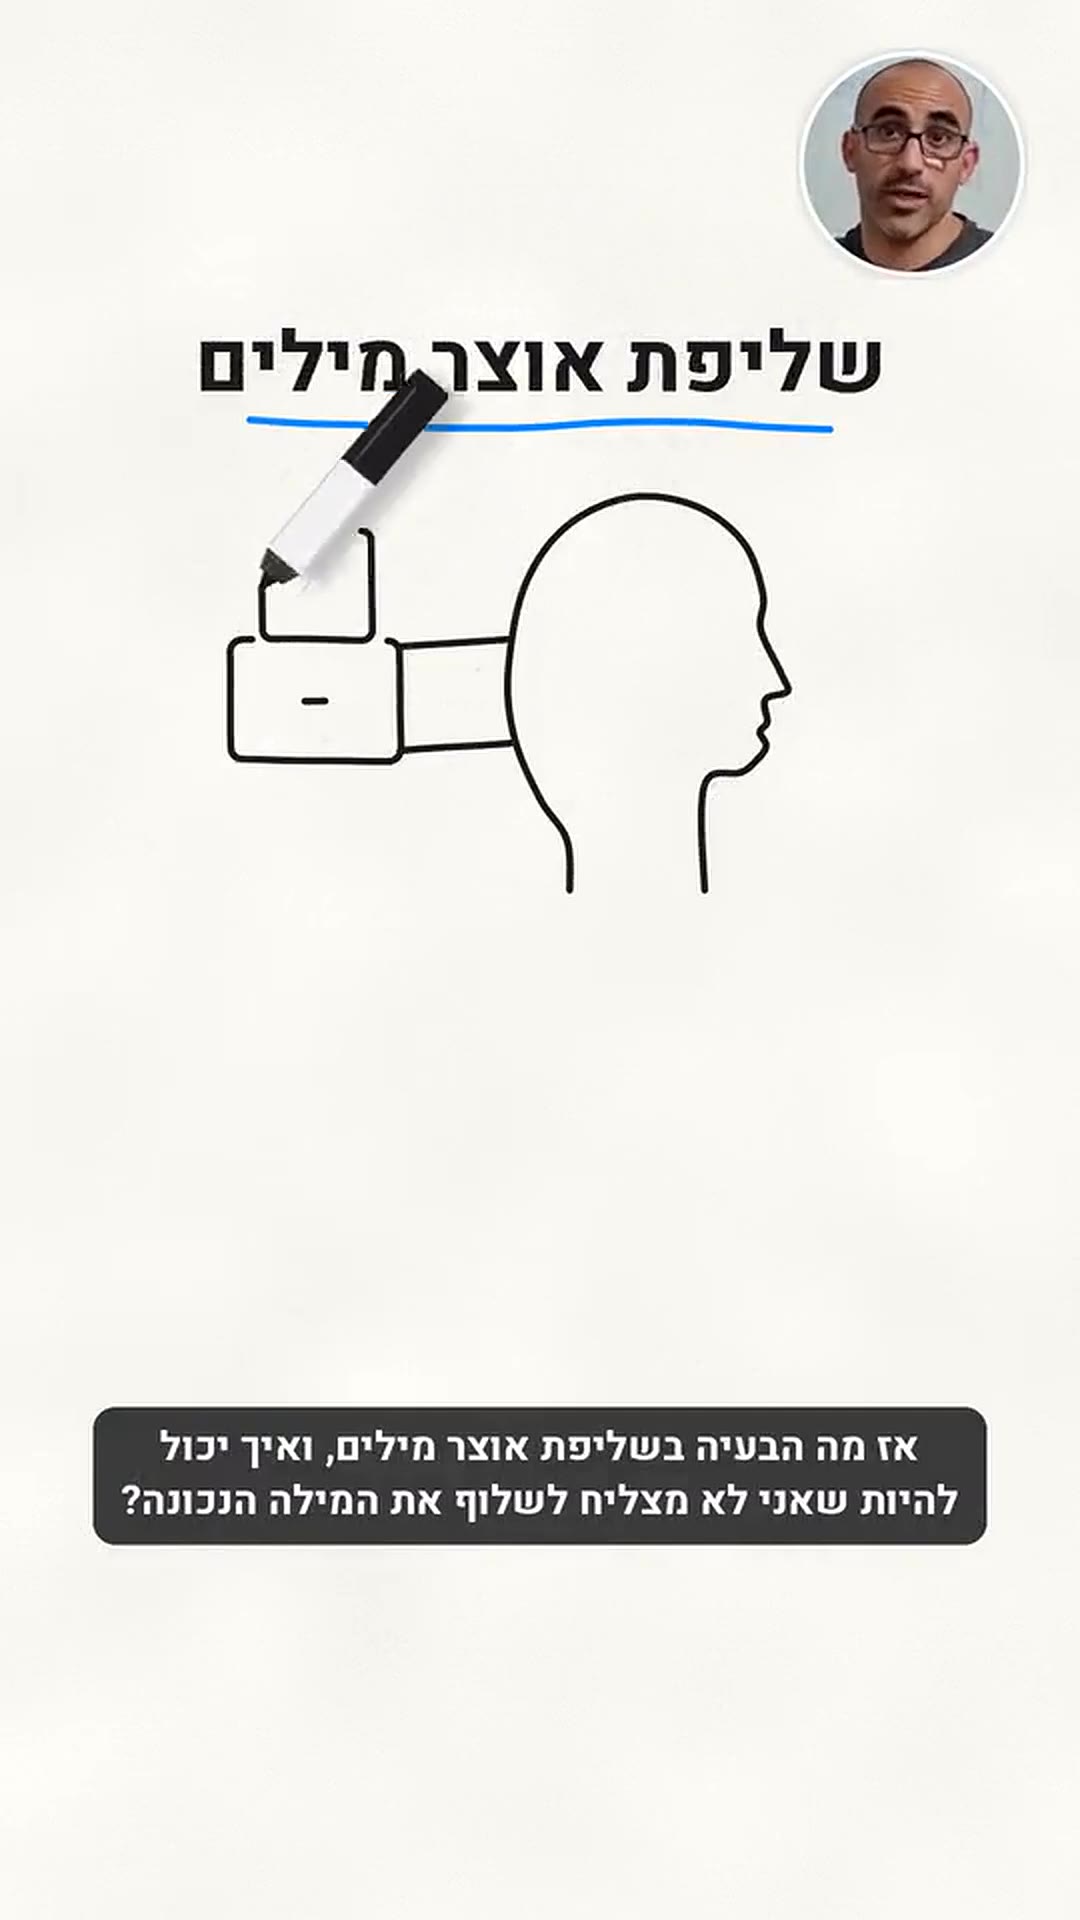 שליפת אוצר מילים
אז מה הבעיה בשליפת אוצר מילים, ואיך יכול
להיות שאני לא מצליח לשלוף את המילה הנכונה?